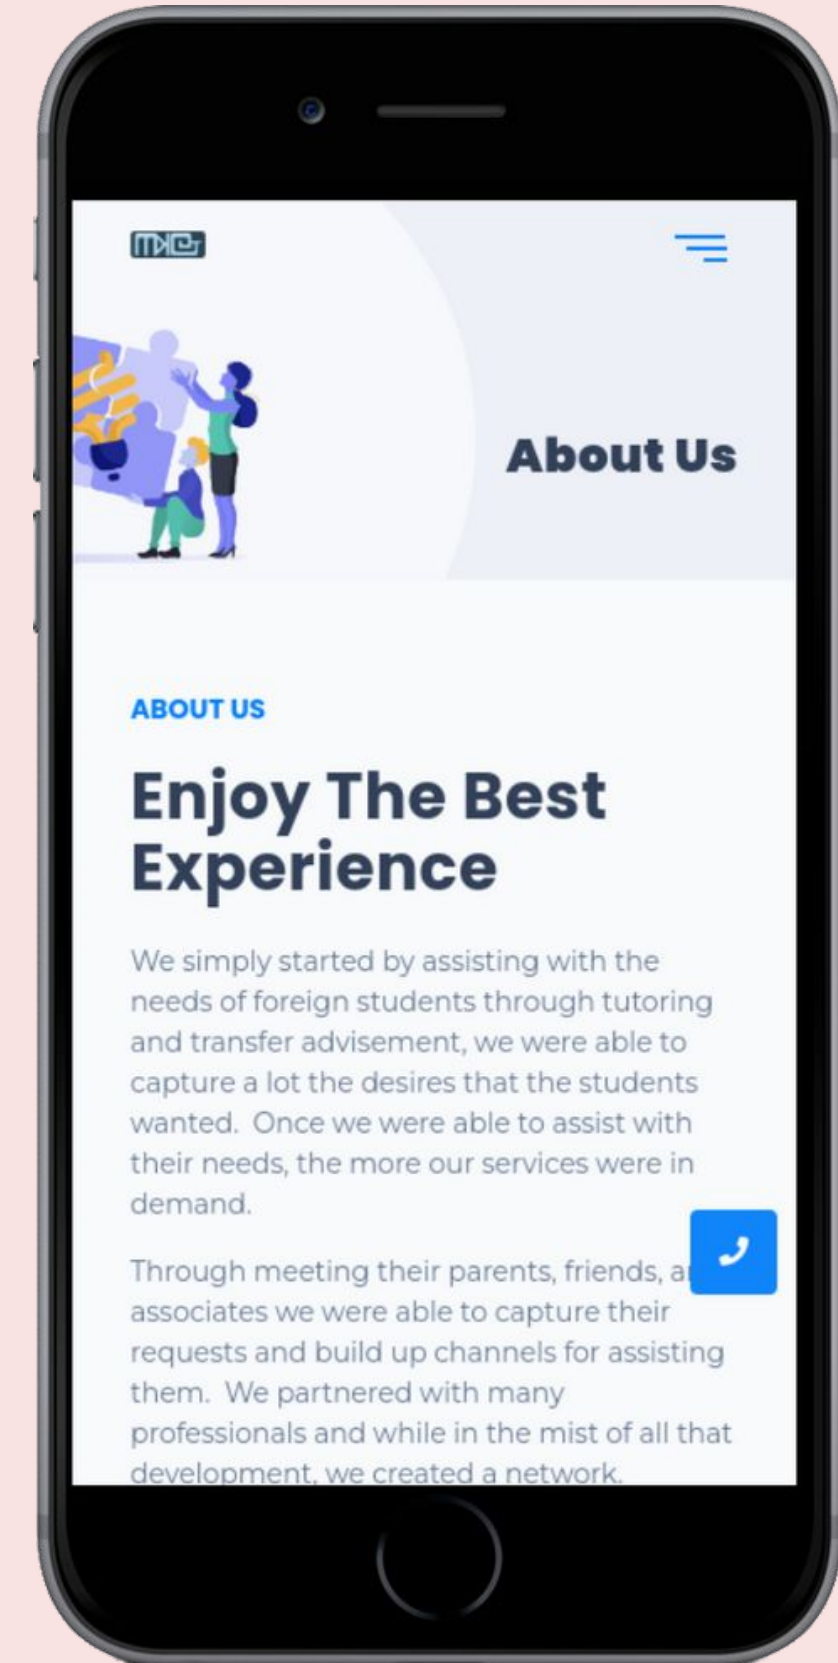 About Us
ABOUT US
Enjoy The Best
Experience
We simply started by assisting with the
needs of foreign students through tutoring
and transfer advisement, we were able to
capture a lot the desires that the students
wanted.  Once we were able to assist with
their needs, the more our services were in
demand.
Through meeting their parents, friends,
associates we were able to capture their
requests and build up channels for assisting
them.  We partnered with many
professionals and while in the mist of all that
development, we created a network.